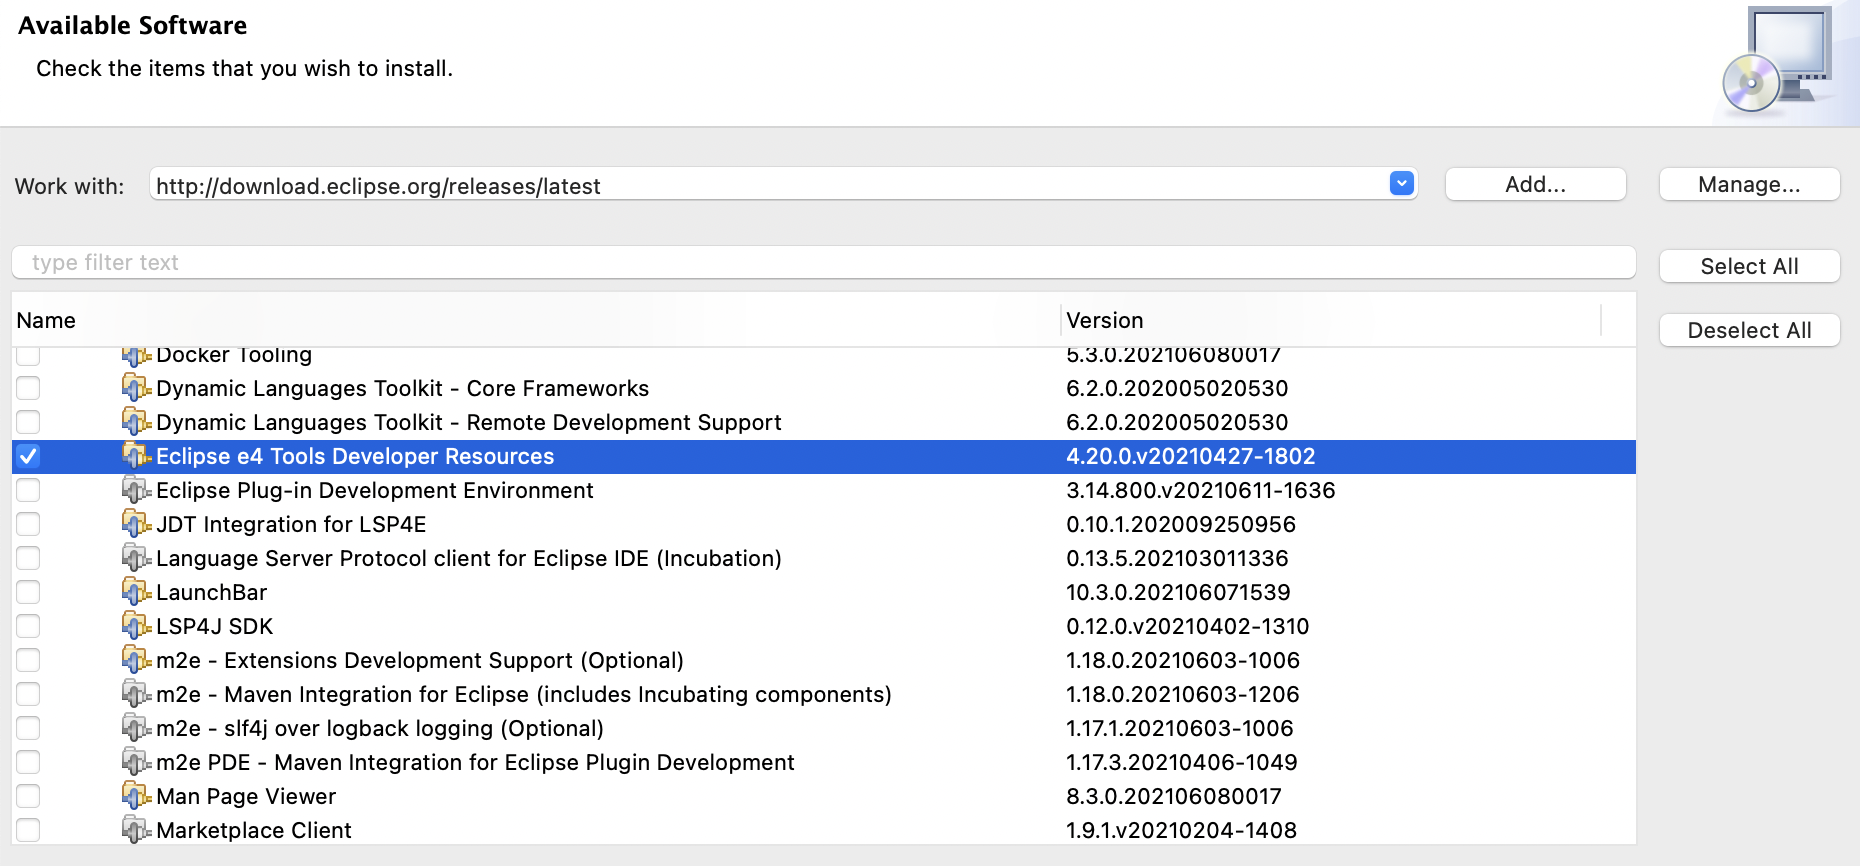 Available Software
Check the items that you wish to install.
Work with: http://download.eclipse.org/releases/latest Add... Manage...
type filter text Select All
Name Version Deselect All
Docker Tooling 5.3.0.202106080017
Dynamic Languages Toolkit - Core Frameworks 6.2.0.202005020530
Dynamic Languages Toolkit - Remote Development Support 6.2.0.202005020530
Eclipse e4 Tools Developer Resources 4.20.0.v20210427-1802
Eclipse Plug-in Development Environment 3.14.800.v20210611-1636
JDT Integration for LSP4E 0.10.1.202009250956
Language Server Protocol client for Eclipse IDE (Incubation) 0.13.5.202103011336
LaunchBar 10.3.0.202106071539
LSP4J SDK 0.12.0.v20210402-1310
m2e - Extensions Development Support (Optional) 1.18.0.20210603-1006
m2e - Maven Integration for Eclipse (includes Incubating components) 1.18.0.20210603-1206
m2e - slf4j over logback logging (Optional) 1.17.1.20210603-1006
m2e PDE - Maven Integration for Eclipse Plugin Development 1.17.3.20210406-1049
Man Page Viewer 8.3.0.202106080017
Marketplace Client 1.9.1.v20210204-1408